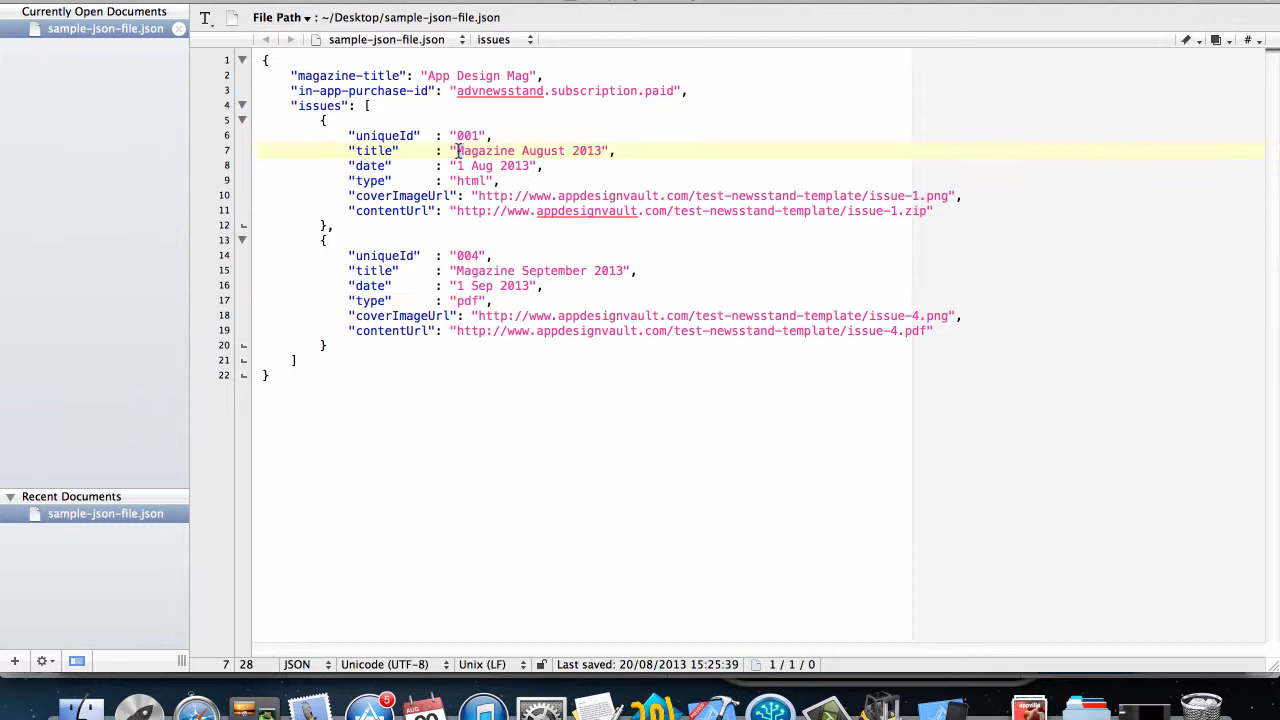 Currently Open Documents
sample-json-file.json
File Path : ~/Desktop/sample-json-file.json
sample-json-file.json issues #
1 {
2 "magazine-title": "App Design Mag",
3 "in-app-purchase-id": "advnewsstand.subscription.paid",
4 "issues": [
5 {
6 "uniqueId" : "001",
7 "title" : "Magazine August 2013",
8 "date" : "1 Aug 2013",
9 "type" : "html",
10 "coverImageUrl": "http://www.appdesignvault.com/test-newsstand-template/issue-1.png",
11 "contentUrl": "http://www.appdesignvault.com/test-newsstand-template/issue-1.zip"
12 },
13 {
14 "uniqueId" : "004",
15 "title" : "Magazine September 2013",
16 "date" : "1 Sep 2013",
17 "type" : "pdf",
18 "coverImageUrl": "http://www.appdesignvault.com/test-newsstand-template/issue-4.png",
19 "contentUrl": "http://www.appdesignvault.com/test-newsstand-template/issue-4.pdf"
20 }
21 ]
22 }
Recent Documents
sample-json-file.json
7 28 JSON Unicode (UTF-8) Unix (LF) Last saved: 20/08/2013 15:25:39 1 / 1 / 0
5
AUG
appville